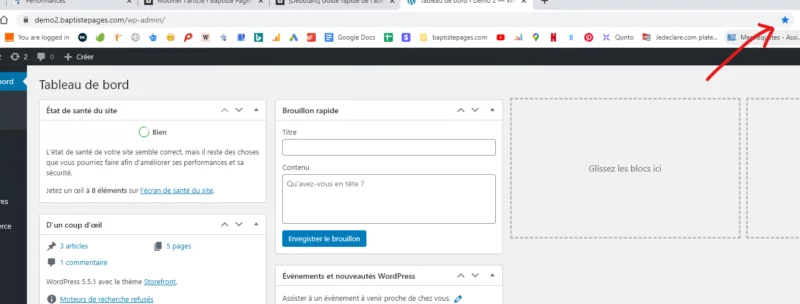 Performances
Modifier l'article ‹ Baptiste Pages
[Débutant] Guide rapide de l'adm
Tableau de bord ‹ Demo 2 — W
demo2.baptistepages.com/wp-admin/
You are logged in
Google Docs
baptistepages.com
Qonto
Jedeclare.com plate...
Mes requêtes - Assi...
2
0
Créer
bord
Tableau de bord
État de santé du site
Bien
L'état de santé de votre site semble correct, mais il reste des choses
que vous pourriez faire afin d'améliorer ses performances et sa
sécurité.
Jetez un œil à 8 éléments sur l'écran de santé du site.
D'un coup d'œil
3 articles
5 pages
1 commentaire
WordPress 5.5.1 avec le thème Storefront.
Moteurs de recherche refusés
Brouillon rapide
Titre
Contenu
Qu'avez-vous en tête ?
Enregistrer le brouillon
Évènements et nouveautés WordPress
Assister à un évènement à venir proche de chez vous.
Glissez les blocs ici
res
erce